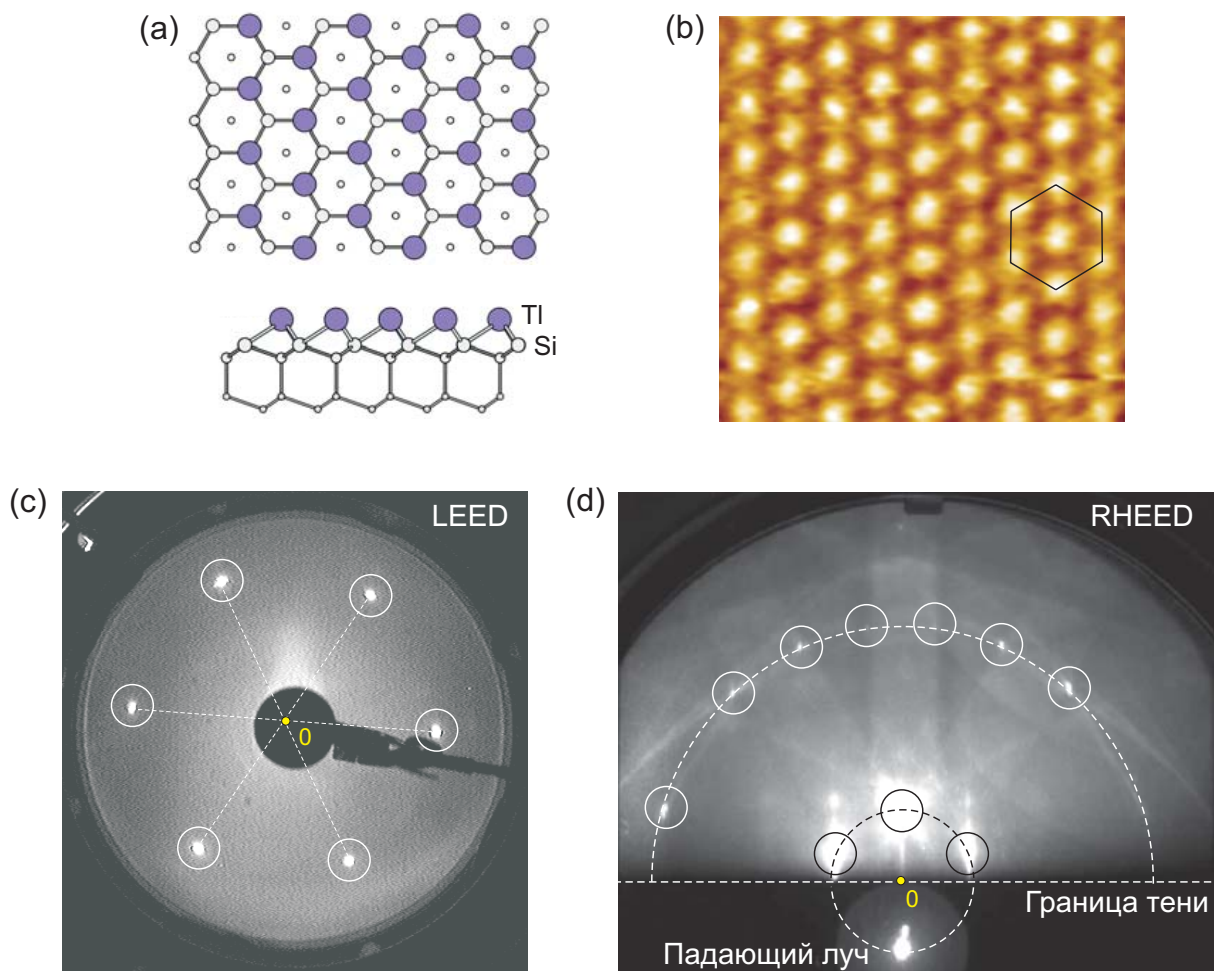 (a)
(b)
Tl
Si
(c)
LEED
0
(d)
RHEED
0
Граница тени
Падающий луч